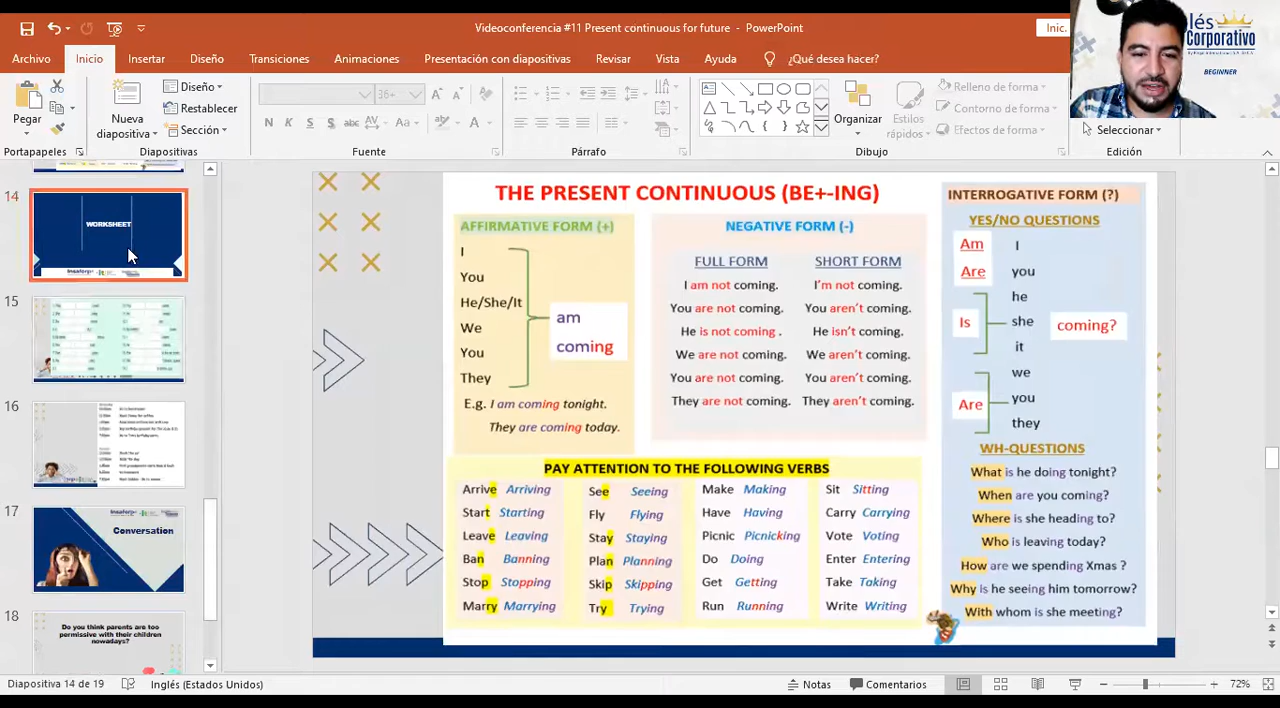 Videoconferencia #11 Present continuous for future - PowerPoint
Inic.
Inglés
Corporativo
BEGINNER
Archivo Inicio Insertar Diseño Transiciones Animaciones Presentación con diapositivas Revisar Vista Ayuda ¿Qué desea hacer?
Pegar
Portapapeles
Nueva
diapositiva
Diseño
Restablecer
Sección
Diapositivas
36+
N K S S abc AV Aa
Fuente
Párrafo
Organizar
Estilos
rápidos
Relleno de forma
Contorno de forma
Efectos de forma
Dibujo
Seleccionar
Edición
14
WORKSHEET
15
16
17
Conversation
18
Do you think parents are too
permissive with their children
nowadays?
THE PRESENT CONTINUOUS (BE+-ING)
AFFIRMATIVE FORM (+)
I
You
He/She/It
We
You
They
am
coming
E.g. I am coming tonight.
They are coming today.
NEGATIVE FORM (-)
FULL FORM SHORT FORM
I am not coming. I'm not coming.
You are not coming. You aren't coming.
He is not coming . He isn't coming.
We are not coming. We aren't coming.
You are not coming. You aren't coming.
They are not coming. They aren't coming.
INTERROGATIVE FORM (?)
YES/NO QUESTIONS
Am I
Are you
he
Is she coming?
it
we
Are you
they
WH-QUESTIONS
What is he doing tonight?
When are you coming?
Where is she heading to?
Who is leaving today?
How are we spending Xmas ?
Why is he seeing him tomorrow?
With whom is she meeting?
PAY ATTENTION TO THE FOLLOWING VERBS
Arrive Arriving See Seeing Make Making Sit Sitting
Start Starting Fly Flying Have Having Carry Carrying
Leave Leaving Stay Staying Picnic Picnicking Vote Voting
Ban Banning Plan Planning Do Doing Enter Entering
Stop Stopping Skip Skipping Get Getting Take Taking
Marry Marrying Try Trying Run Running Write Writing
Diapositiva 14 de 19 Inglés (Estados Unidos) Notas Comentarios 72%